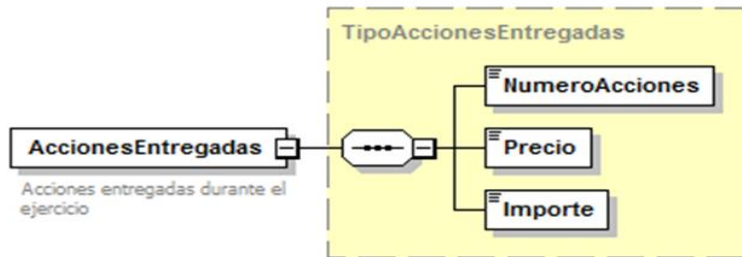 TipoAccionesEntregadas
NumeroAcciones
AccionesEntregadas
Precio
Acciones entregadas durante el
ejercicio
Importe